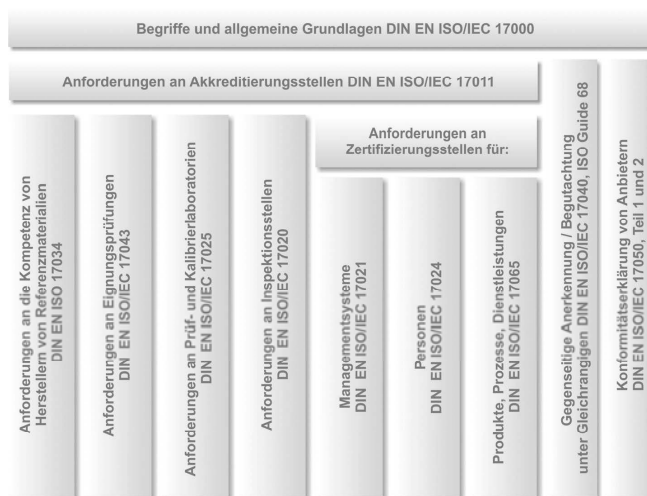 Begriffe und allgemeine Grundlagen DIN EN ISO/IEC 17000
Anforderungen an Akkreditierungsstellen DIN EN ISO/IEC 17011
Anforderungen an die Kompetenz von
Herstellern von Referenzmaterialien
DIN EN ISO 17034
Anforderungen an Eignungsprüfungen
DIN EN ISO/IEC 17043
Anforderungen an Prüf- und Kalibrierlaboratorien
DIN EN ISO/IEC 17025
Anforderungen an Inspektionsstellen
DIN EN ISO/IEC 17020
Anforderungen an
Zertifizierungsstellen für:
Managementsysteme
DIN EN ISO/IEC 17021
Personen
DIN EN ISO/IEC 17024
Produkte, Prozesse, Dienstleistungen
DIN EN ISO/IEC 17065
Gegenseitige Anerkennung / Begutachtung
unter Gleichrangigen DIN EN ISO/IEC 17040, ISO Guide 68
Konformitätserklärung von Anbietern
DIN EN ISO/IEC 17050, Teil 1 und 2